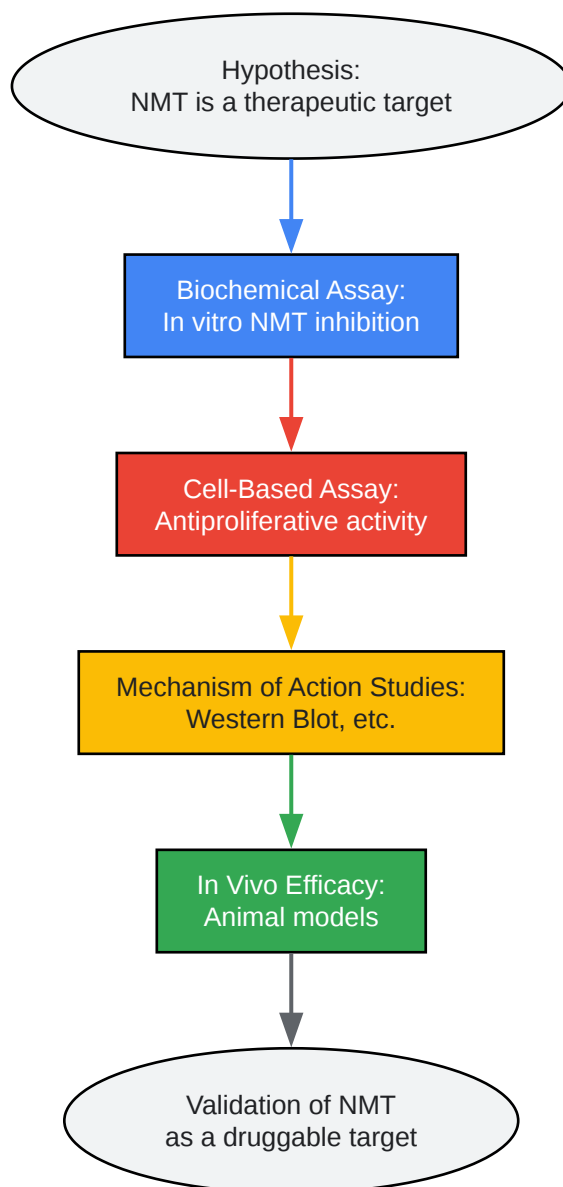 Hypothesis:
NMT is a therapeutic target
Biochemical Assay:
In vitro NMT inhibition
Cell-Based Assay:
Antiproliferative activity
Mechanism of Action Studies:
Western Blot, etc.
In Vivo Efficacy:
Animal models
Validation of NMT
as a druggable target